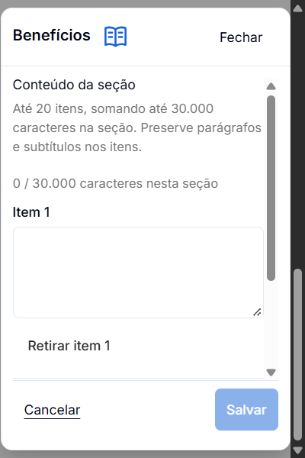 Benefícios
Fechar
Conteúdo da seção
Até 20 itens, somando até 30.000
caracteres na seção. Preserve parágrafos
e subtítulos nos itens.
0 / 30.000 caracteres nesta seção
Item 1
Retirar item 1
Cancelar
Salvar